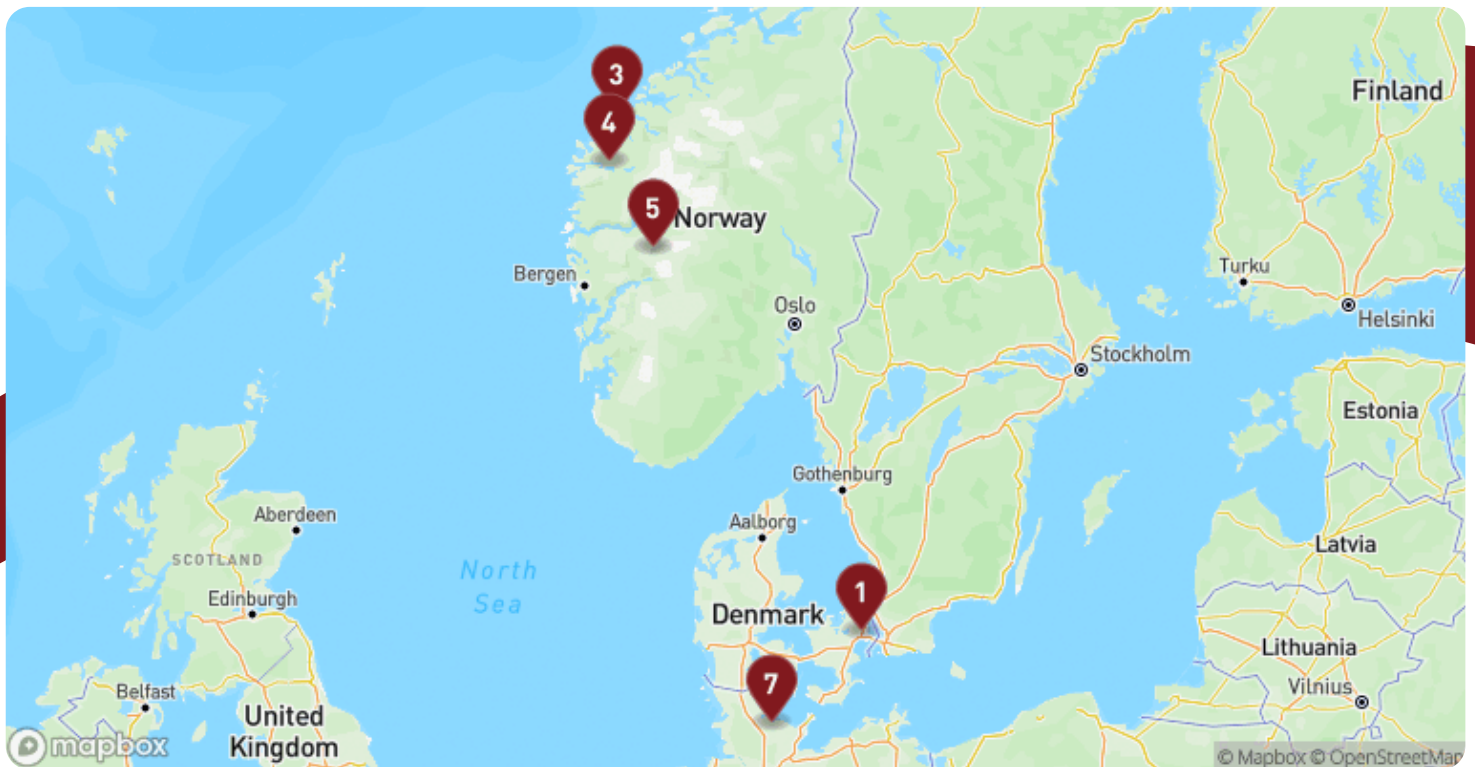 3
Finland
4
5
Norway
Bergen
Turku
Oslo
Helsinki
Stockholm
Estonia
Gothenburg
Aberdeen
Aalborg
SCOTLAND
Latvia
North
Sea
1
Edinburgh
Denmark
Lithuania
7
Vilnius
Belfast
United
Kingdom
mapbox
© Mapbox © OpenStreetMap